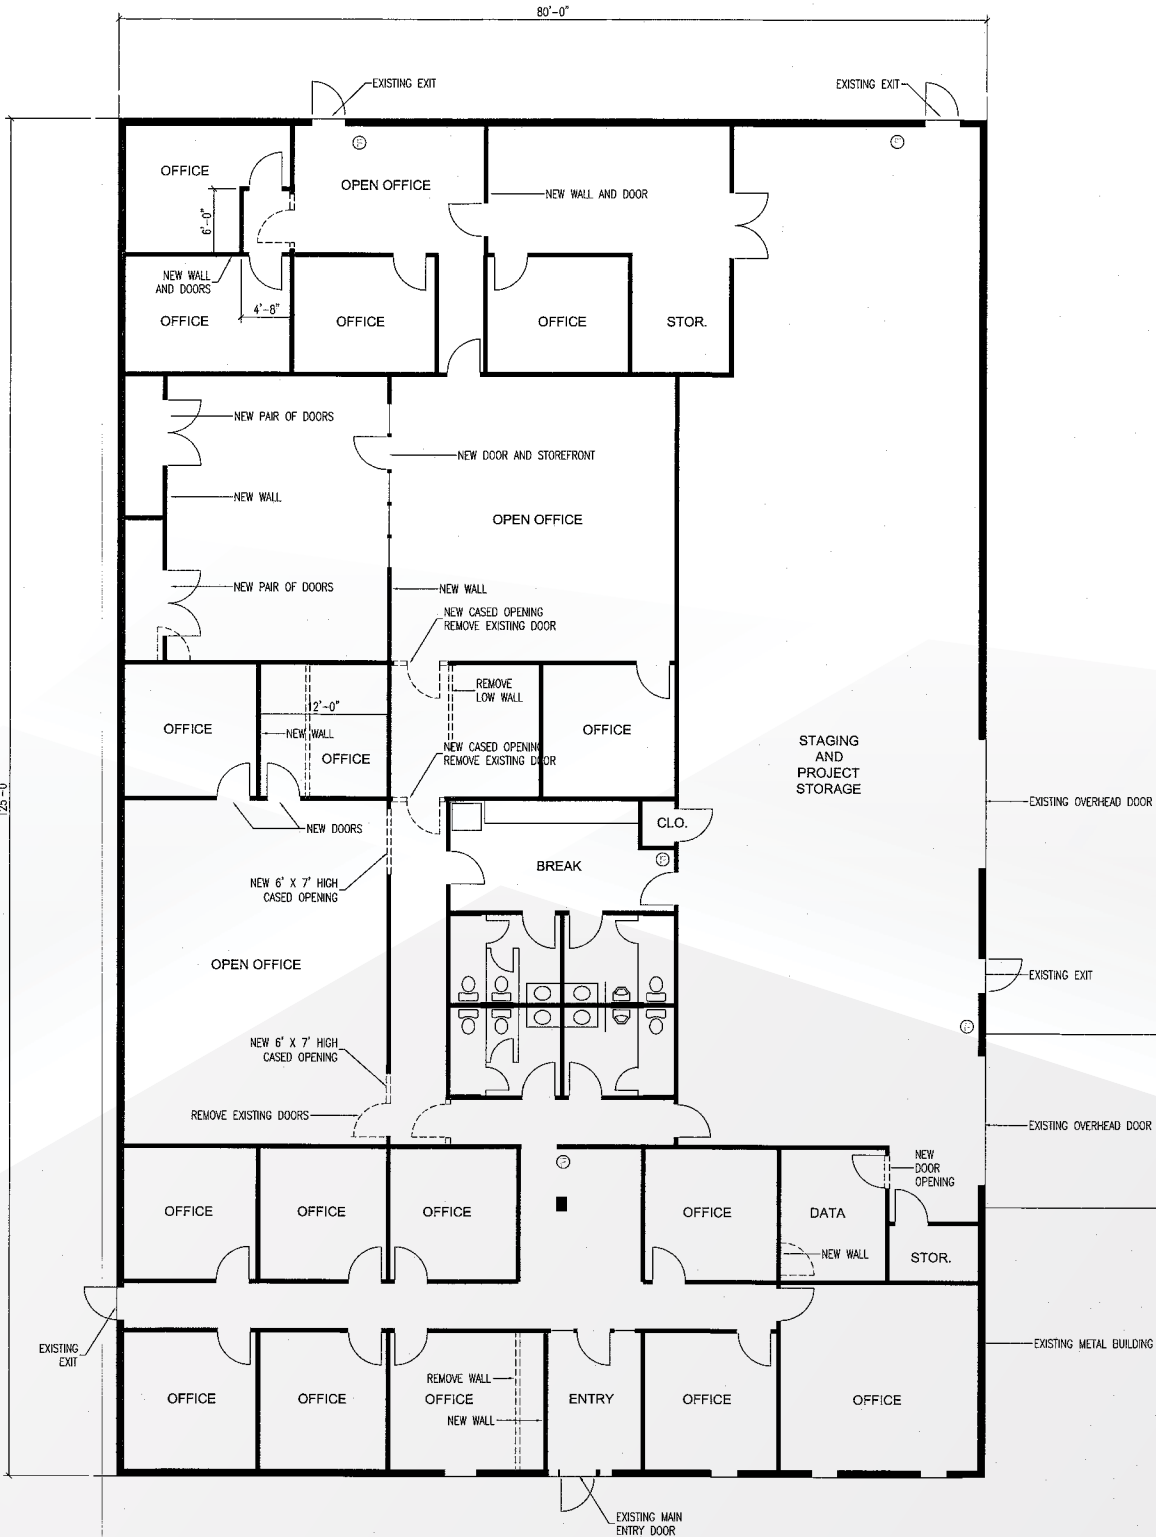 80'-0"
EXISTING EXIT
EXISTING EXIT
OFFICE
OPEN OFFICE
NEW WALL AND DOOR
6'-0"
NEW WALL
AND DOORS
4'-8"
OFFICE
OFFICE
OFFICE
STOR.
NEW PAIR OF DOORS
NEW DOOR AND STOREFRONT
NEW WALL
OPEN OFFICE
NEW PAIR OF DOORS
NEW WALL
NEW CASED OPENING
REMOVE EXISTING DOOR
REMOVE
LOW WALL
12'-0"
OFFICE
NEW WALL
OFFICE
OFFICE
NEW CASED OPENING
REMOVE EXISTING DOOR
STAGING
AND
PROJECT
STORAGE
125'-0
EXISTING OVERHEAD DOOR
NEW DOORS
CLO.
BREAK
NEW 6' X 7' HIGH
CASED OPENING
OPEN OFFICE
EXISTING EXIT
NEW 6' X 7' HIGH
CASED OPENING
REMOVE EXISTING DOORS
EXISTING OVERHEAD DOOR
NEW
DOOR
OPENING
OFFICE
OFFICE
OFFICE
OFFICE
DATA
NEW WALL
STOR.
EXISTING
EXIT
EXISTING METAL BUILDING
REMOVE WALL
OFFICE
OFFICE
OFFICE
NEW WALL
ENTRY
OFFICE
OFFICE
EXISTING MAIN
ENTRY DOOR